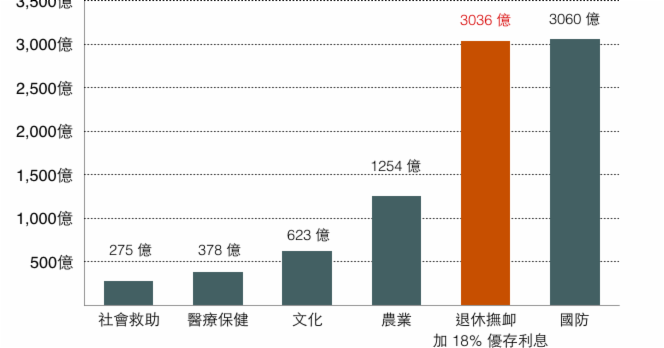 3,500億
3,000億
2,500億
2,000億
1,500億
1,000億
500億
275 億
378 億
623 億
1254 億
3036 億
3060 億
社會救助
醫療保健
文化
農業
退休撫卹
加 18% 優存利息
國防